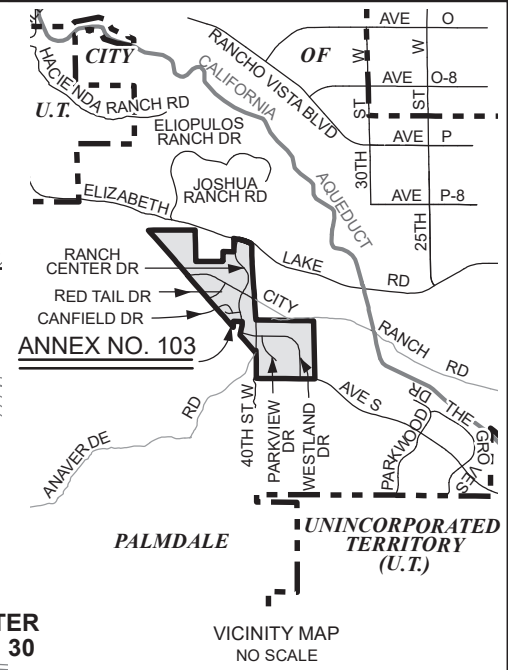 AVE O
CITY
OF
W
W
RANCHO VISTA BLVD
CALIFORNIA
AVE O-8
HACIENDA RANCH RD
U.T.
ST
ST
ELIOPULOS
RANCH DR
AVE P
30TH
JOSHUA
RANCH RD
AQUEDUCT
ELIZABETH
AVE P-8
25TH
LAKE
RD
RANCH
CENTER DR
RED TAIL DR
CITY
CANFIELD DR
RANCH
RD
ANNEX NO. 103
AVE S
DR
THE
GROVES
PARKWOOD
RD
40TH ST W
PARKVIEW
DR
WESTLAND
DR
ANAVERDE
PALMDALE
UNINCORPORATED
TERRITORY
(U.T.)
TER
30
VICINITY MAP
NO SCALE